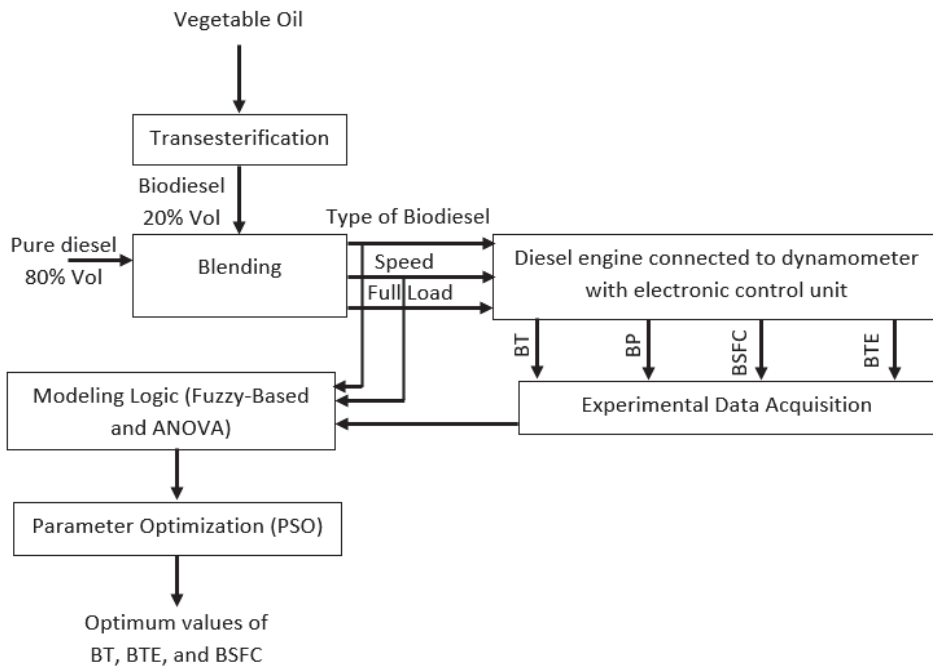 Vegetable Oil
Transesterification
Biodiesel
20% Vol
Type of Biodiesel
Pure diesel
80% Vol
Blending
Speed
Full Load
Diesel engine connected to dynamometer
with electronic control unit
BT
BP
BSFC
BTE
Modeling Logic (Fuzzy-Based
and ANOVA)
Experimental Data Acquisition
Parameter Optimization (PSO)
Optimum values of
BT, BTE, and BSFC